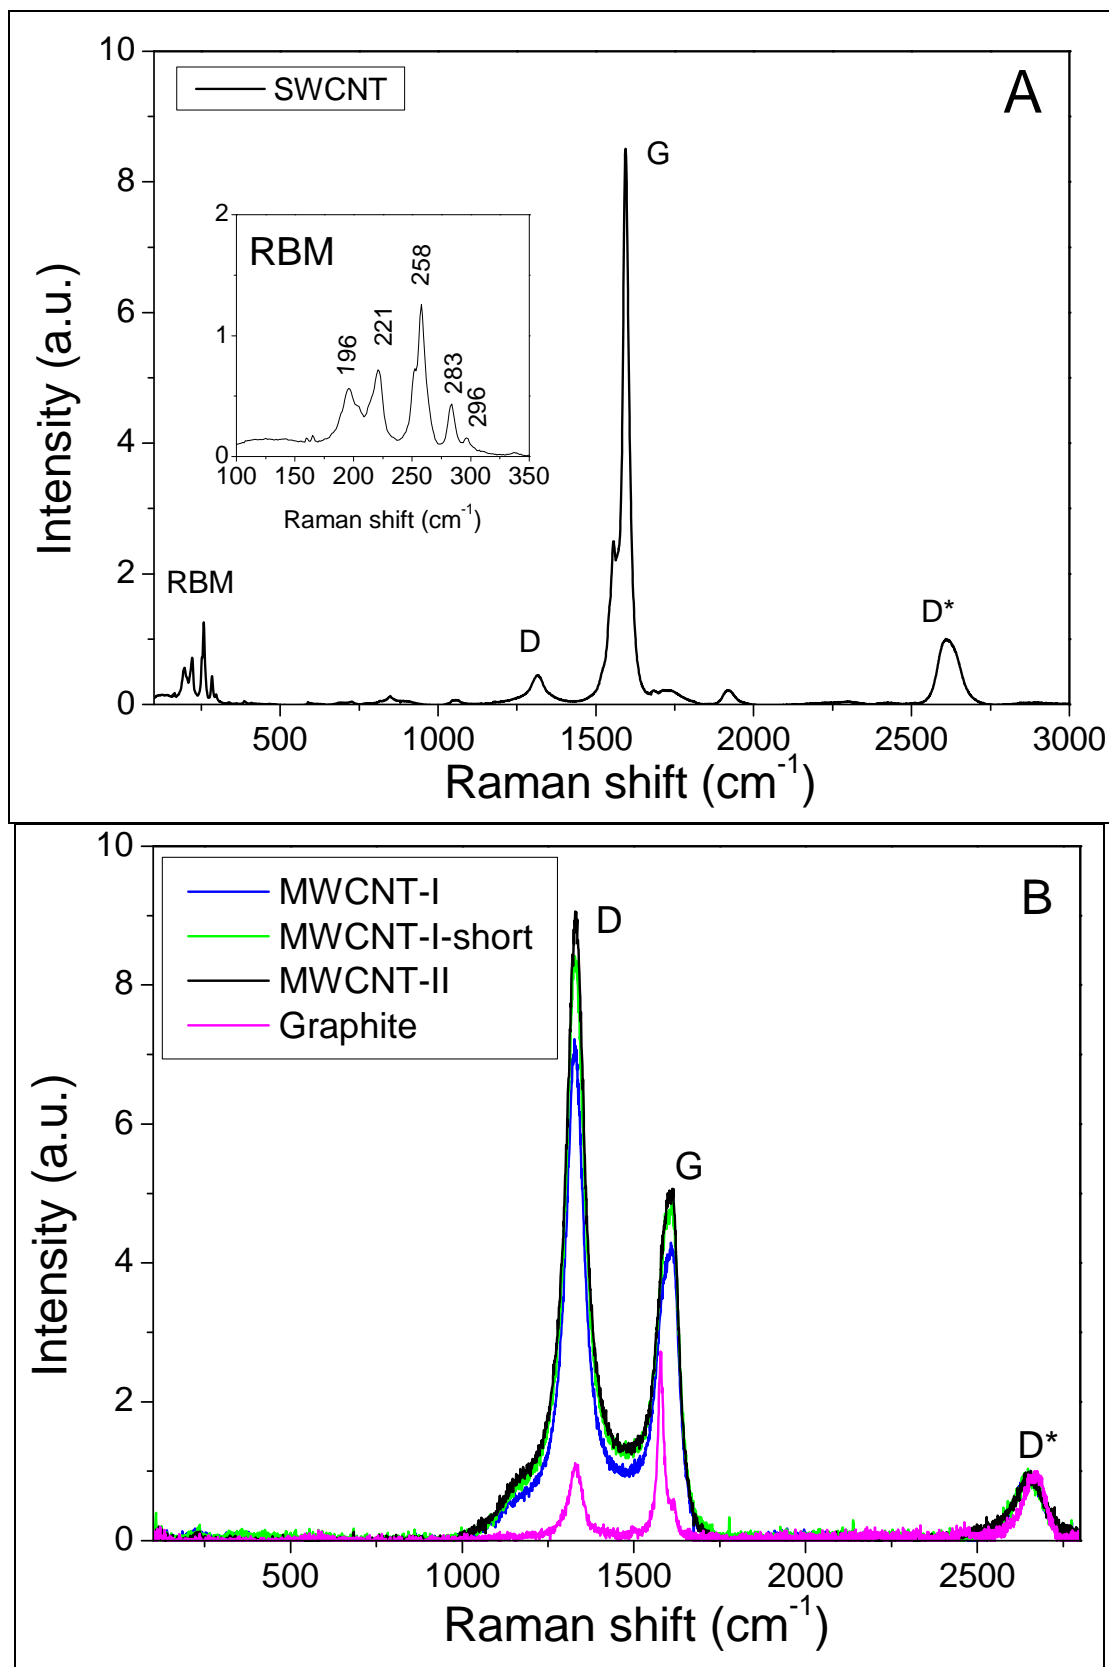 10
SWCNT
A
G
8
2
RBM
258
221
196
283
296
1
0
100 150 200 250 300 350
Raman shift (cm-1)
6
4
2
0
Intensity (a.u.)
RBM
D
D*
500 1000 1500 2000 2500 3000
Raman shift (cm-1)
10
MWCNT-I
MWCNT-I-short
MWCNT-II
Graphite
B
D
G
D*
8
6
4
2
0
Intensity (a.u.)
500 1000 1500 2000 2500
Raman shift (cm-1)